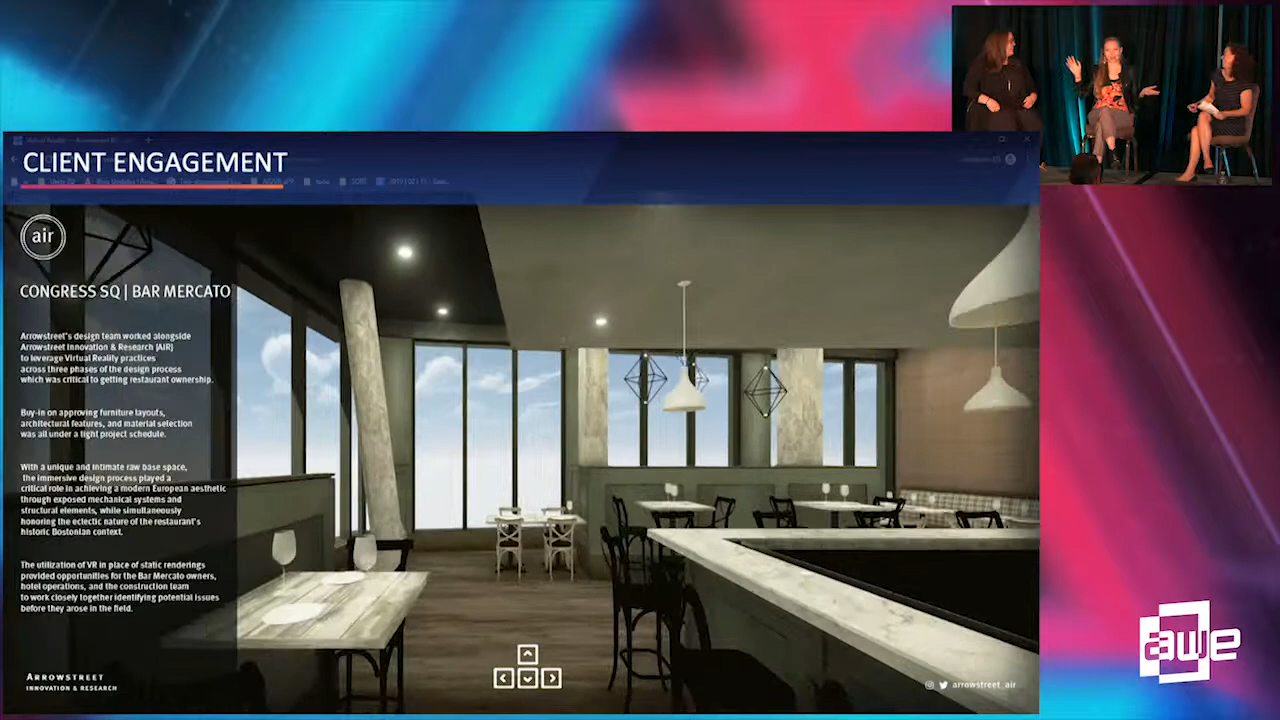 CLIENT ENGAGEMENT
air
CONGRESS SQ | BAR MERCATO
Arrowstreet's design team worked alongside
Arrowstreet Innovation & Research (AIR)
to leverage Virtual Reality practices
across three phases of the design process
which was critical to getting restaurant ownership.
Buy-in on approving furniture layouts,
architectural features, and material selection
was all under a tight project schedule.
With a unique and intimate raw base space,
the immersive design process played a
critical role in achieving a modern European aesthetic
through exposed mechanical systems and
structural elements, while simultaneously
honoring the eclectic nature of the restaurant's
historic Bostonian context.
The utilization of VR in place of static renderings
provided opportunities for the Bar Mercato owners,
hotel operations, and the construction team
to work closely together identifying potential issues
before they arose in the field.
ARROWSTREET
INNOVATION & RESEARCH
arrowstreet_air
awe